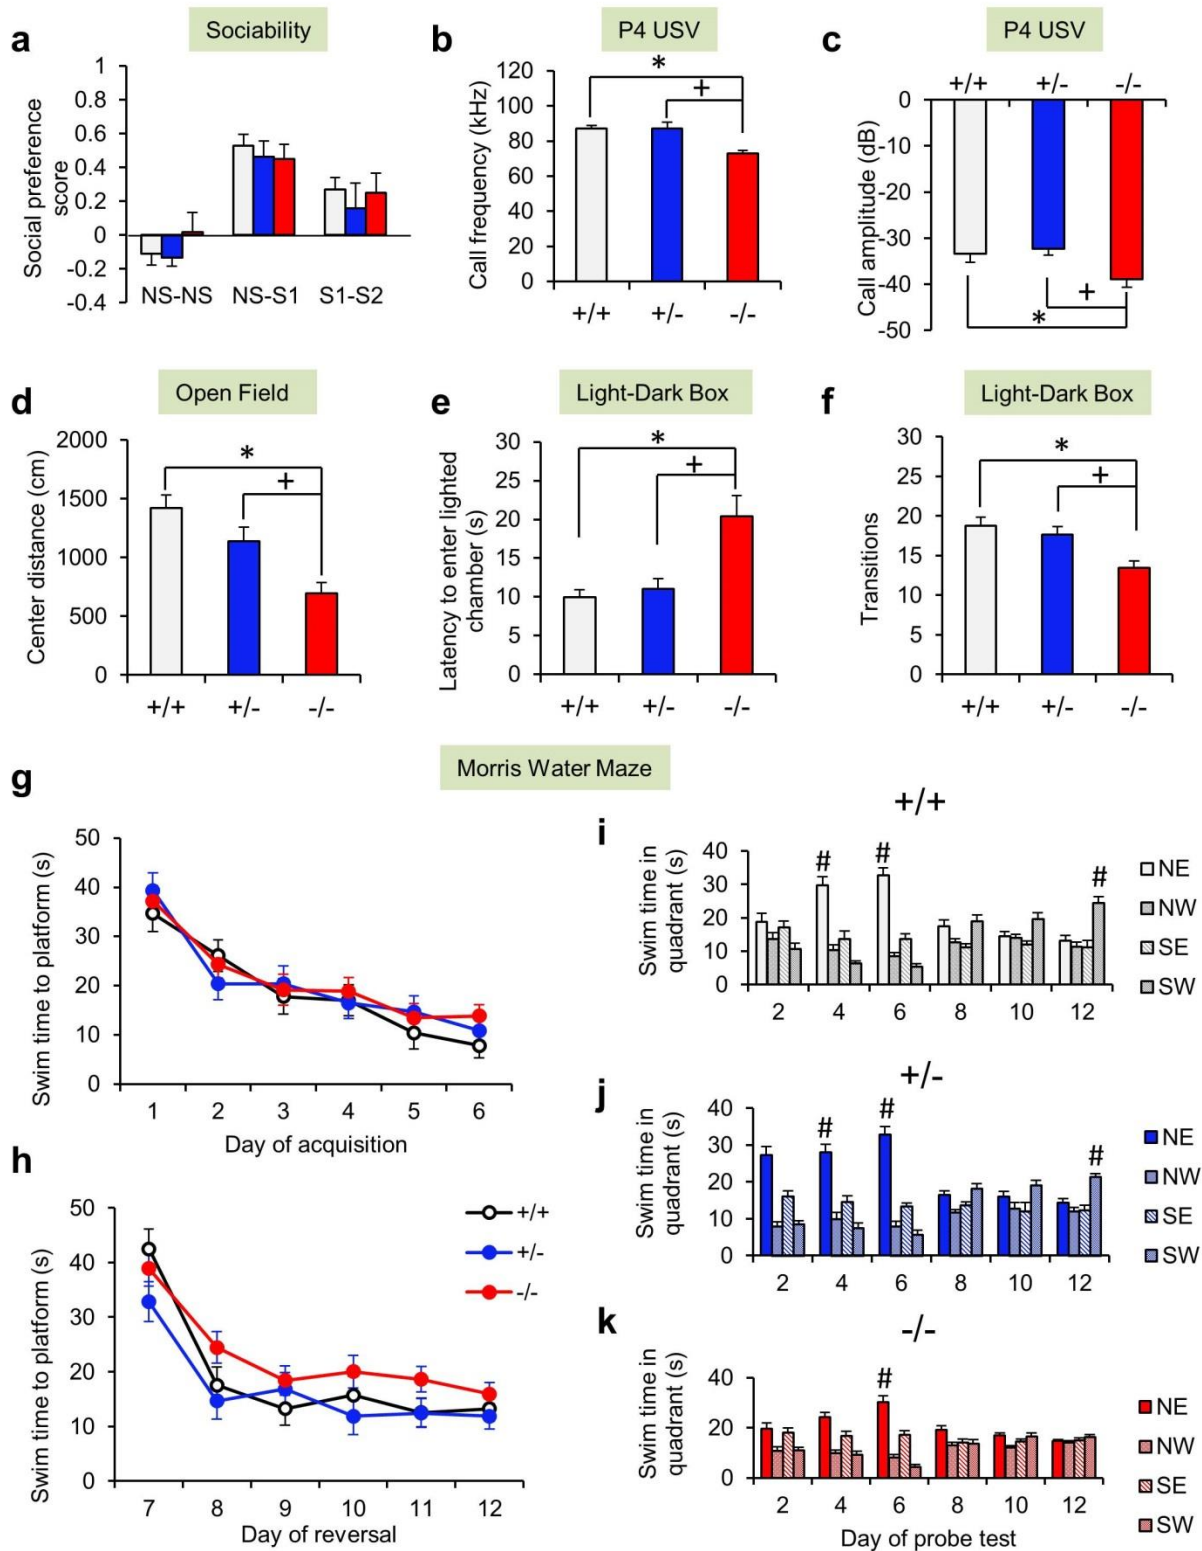 a
Sociability
Social preference
score
1
0.8
0.6
0.4
0.2
0
-0.2
-0.4
NS-NS
NS-S1
S1-S2
b
P4 USV
Call frequency (kHz)
120
100
80
60
40
20
0
*
+
+/+
+/-
-/-
c
P4 USV
+/+
+/-
-/-
Call amplitude (dB)
0
-10
-20
-30
-40
-50
+
*
d
Open Field
Center distance (cm)
2000
1500
1000
500
0
*
+
+/+
+/-
-/-
e
Light-Dark Box
Latency to enter lighted
chamber (s)
30
25
20
15
10
5
0
*
+
+/+
+/-
-/-
f
Light-Dark Box
Transitions
30
25
20
15
10
5
0
*
+
+/+
+/-
-/-
Morris Water Maze
g
Swim time to platform (s)
50
40
30
20
10
0
1 2 3 4 5 6
Day of acquisition
h
Swim time to platform (s)
50
40
30
20
10
0
+/+
+/-
-/-
7 8 9 10 11 12
Day of reversal
i
+/+
Swim time in
quadrant (s)
40
30
20
10
0
# # #
2 4 6 8 10 12
NE
NW
SE
SW
j
+/-
Swim time in
quadrant (s)
40
30
20
10
0
# # #
2 4 6 8 10 12
NE
NW
SE
SW
k
-/-
Swim time in
quadrant (s)
40
20
0
#
2 4 6 8 10 12
Day of probe test
NE
NW
SE
SW